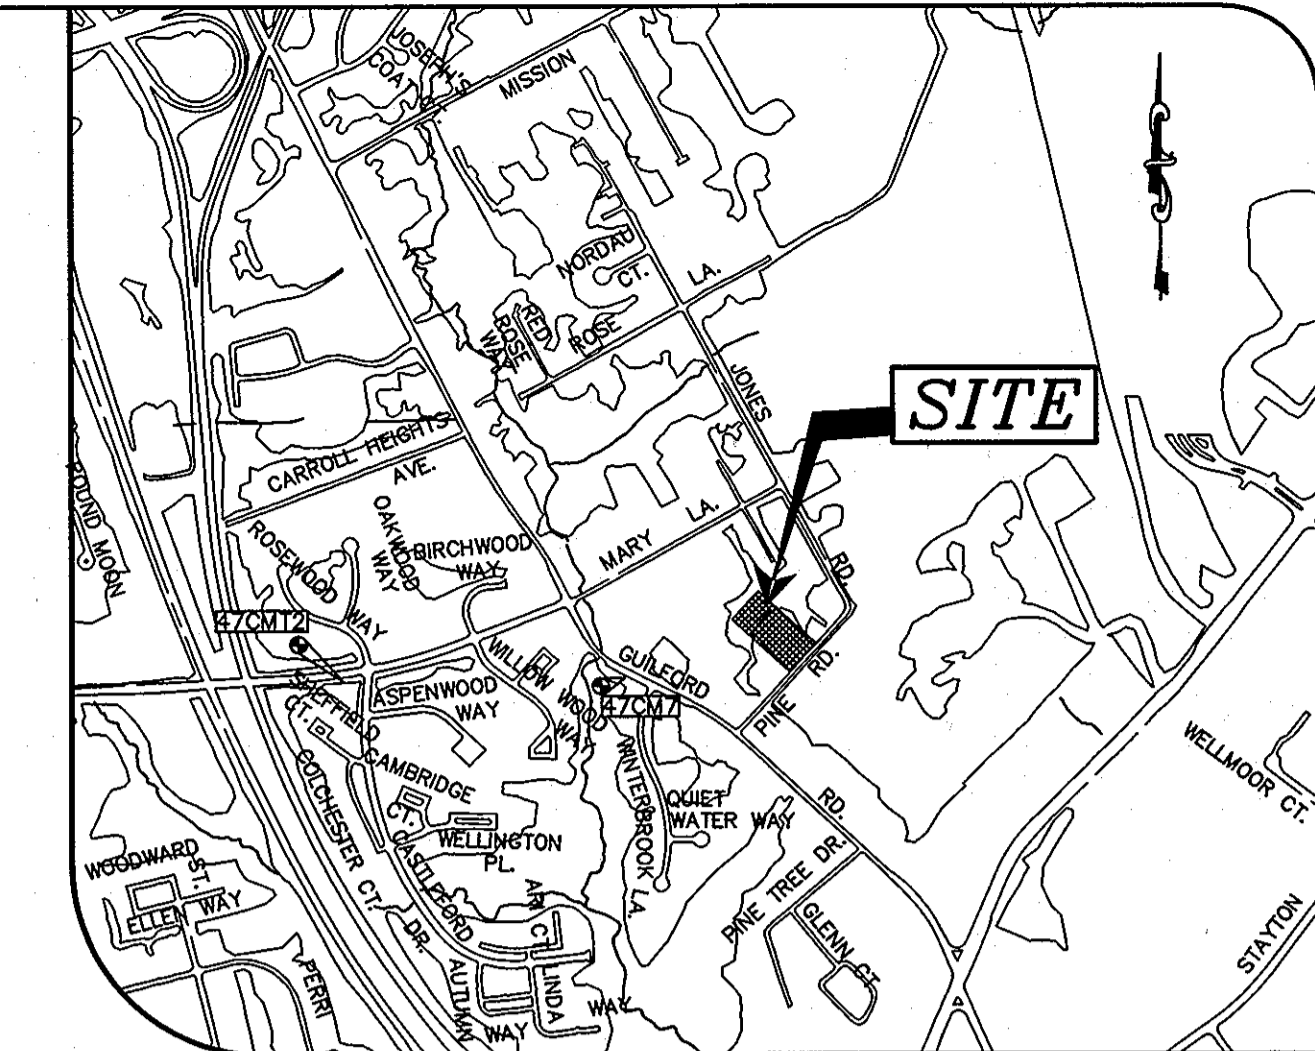 JOSEPH'S
COAT CT.
MISSION
NORDAU
CT.
LA.
RED
ROSE
WAY
ROSE
JONES
SITE
CARROLL HEIGHTS
AVE.
ROUND MOON
ROSEWOOD
WAY
OAKWOOD
WAY
BIRCHWOOD
WAY
MARY
LA.
RD.
47CMT2
SHEFFIELD
CT.
ASPENWOOD
WAY
WILLOW WOOD
WAY
GUILFORD
47CM7
PINE
RD.
COLCHESTER CT.
CAMBRIDGE
CT.
WELLINGTON
PL.
WINTERBROOK LA.
QUIET
WATER WAY
RD.
WELLMOOR CT.
WOODWARD
ST.
ELLEN WAY
CASTLEFORD
DR.
ARI CT.
PINE TREE DR.
GLENN CT.
STAYTON
PERRI
AUTUMN
WAY
LINDA
WAY